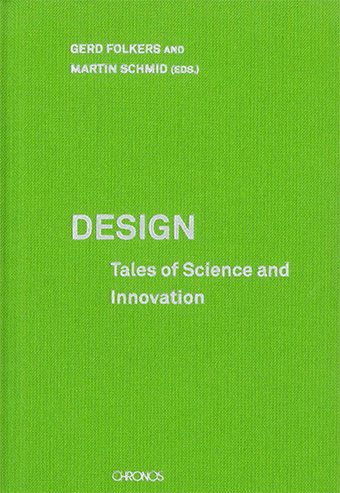 GERD FOLKERS AND
MARTIN SCHMID (EDS.)
DESIGN
Tales of Science and
Innovation
CHRONOS